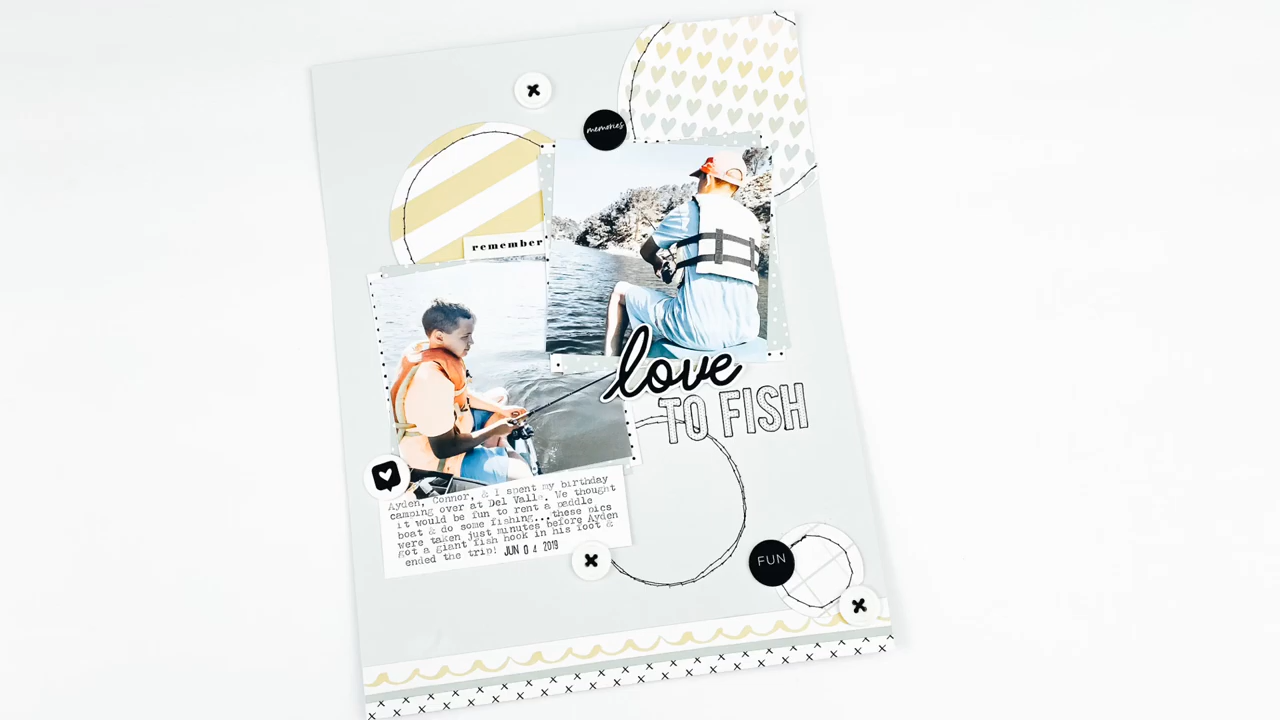 memories
remember
love
TO FISH
Ayden, Connor, & I spent my birthday
camping over at Del Valle. We thought
it would be fun to rent a paddle
boat & do some fishing...these pics
were taken just minutes before Ayden
got a giant fish hook in his foot &
ended the trip! JUN 04 2019
FUN